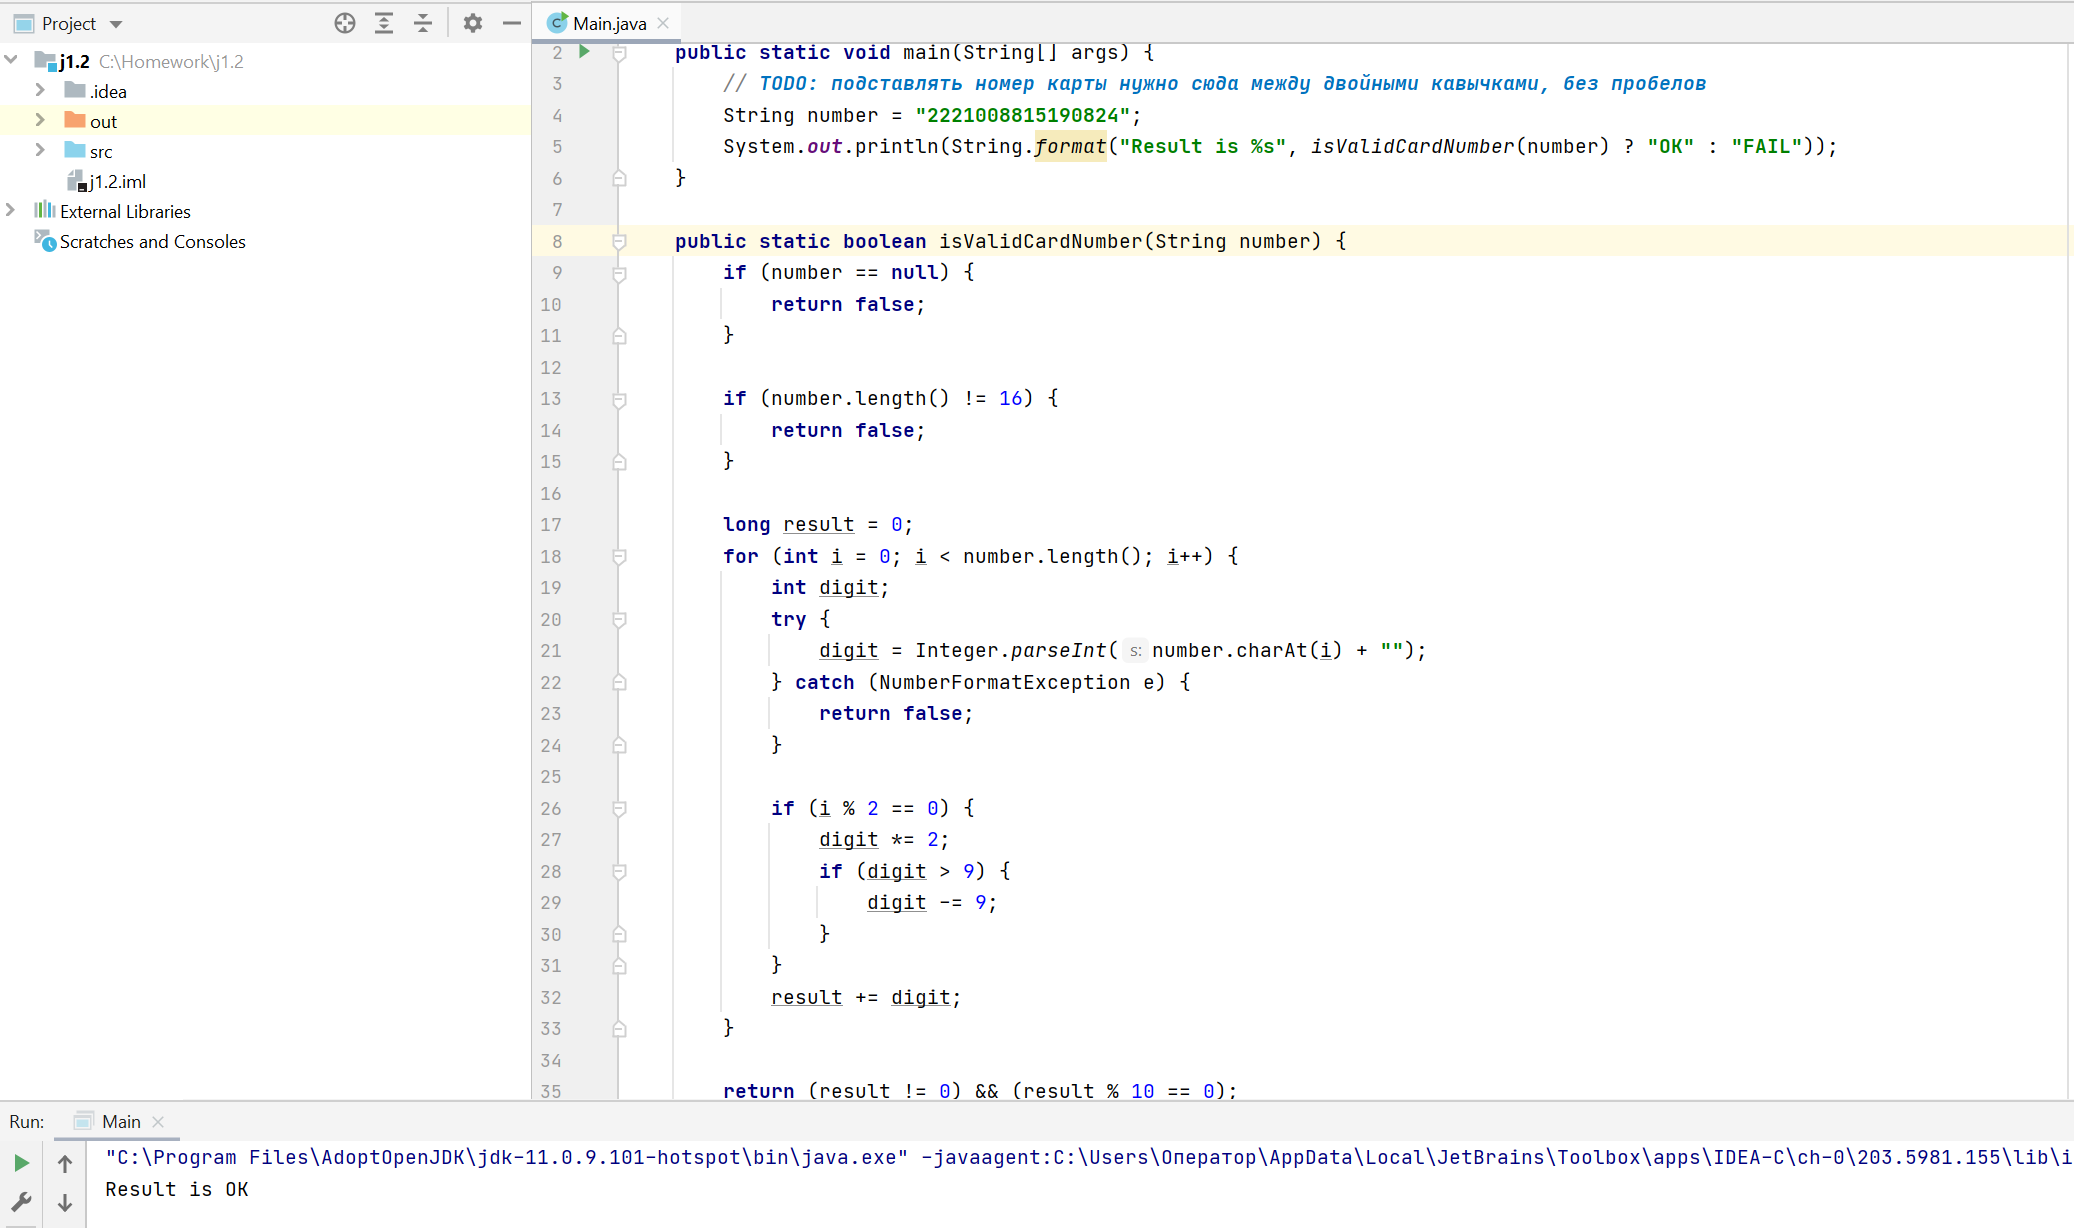 Project
j1.2 C:\Homework\j1.2
.idea
out
src
j1.2.iml
External Libraries
Scratches and Consoles
Main.java
2 public static void main(String[] args) {
3 // TODO: подставлять номер карты нужно сюда между двойными кавычками, без пробелов
4 String number = "2221008815190824";
5 System.out.println(String.format("Result is %s", isValidCardNumber(number) ? "OK" : "FAIL"));
6 }
7
8 public static boolean isValidCardNumber(String number) {
9 if (number == null) {
10 return false;
11 }
12
13 if (number.length() != 16) {
14 return false;
15 }
16
17 long result = 0;
18 for (int i = 0; i < number.length(); i++) {
19 int digit;
20 try {
21 digit = Integer.parseInt( s: number.charAt(i) + "");
22 } catch (NumberFormatException e) {
23 return false;
24 }
25
26 if (i % 2 == 0) {
27 digit *= 2;
28 if (digit > 9) {
29 digit -= 9;
30 }
31 }
32 result += digit;
33 }
34
35 return (result != 0) && (result % 10 == 0);
Run: Main
"C:\Program Files\AdoptOpenJDK\jdk-11.0.9.101-hotspot\bin\java.exe" -javaagent:C:\Users\Оператор\AppData\Local\JetBrains\Toolbox\apps\IDEA-C\ch-0\203.5981.155\lib\i
Result is OK